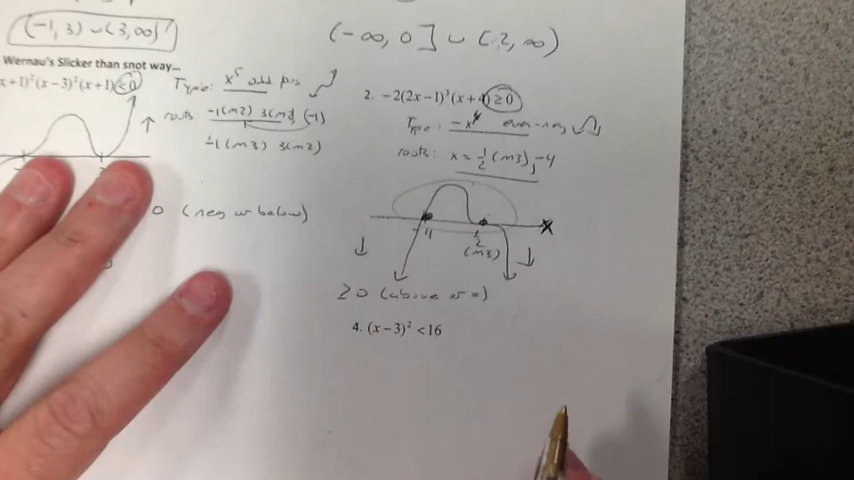 (-1, 3) ∪ (3, ∞)
(-∞, 0] ∪ [2, ∞)
Wernau's Slicker than snot way...
x+1)²(x-3)²(x+1)<0
Type: x⁵ odd pos
roots: -1(m2) 3(m2) (-1)
-1(m3) 3(m2)
0 (neg or below)
2. -2(2x-1)³(x+4)≥0
Type: -x⁴ even-neg
roots: x = 1/2 (m3), -4
-4
1/2
(m3)
≥0 (above or =)
4. (x-3)² <16